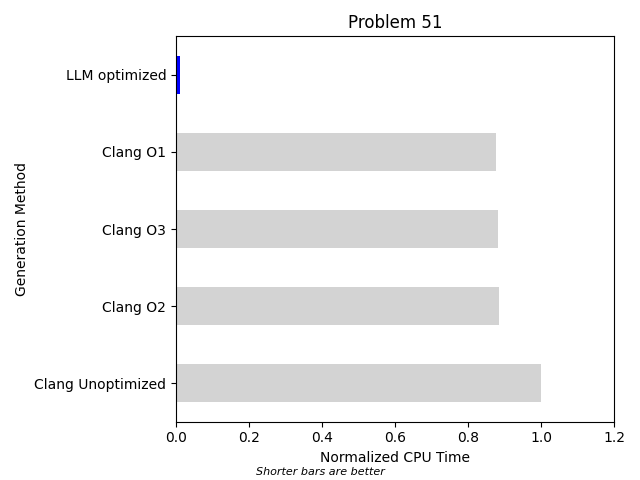 Problem 51
Generation Method
LLM optimized
Clang O1
Clang O3
Clang O2
Clang Unoptimized
0.0 0.2 0.4 0.6 0.8 1.0 1.2
Normalized CPU Time
Shorter bars are better